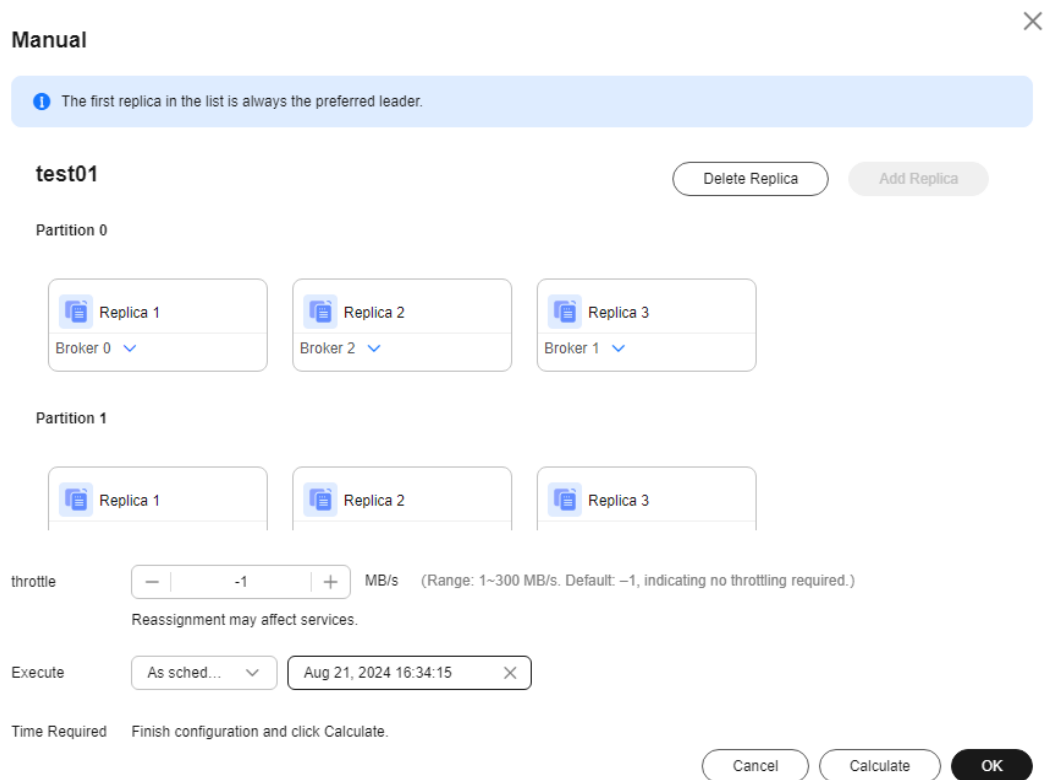 Manual
The first replica in the list is always the preferred leader.
test01
Delete Replica
Add Replica
Partition 0
Replica 1
Replica 2
Replica 3
Broker 0
Broker 2
Broker 1
Partition 1
Replica 1
Replica 2
Replica 3
throttle
-1
MB/s
(Range: 1~300 MB/s. Default: –1, indicating no throttling required.)
Reassignment may affect services.
Execute
As sched...
Aug 21, 2024 16:34:15
Time Required
Finish configuration and click Calculate.
Cancel
Calculate
OK